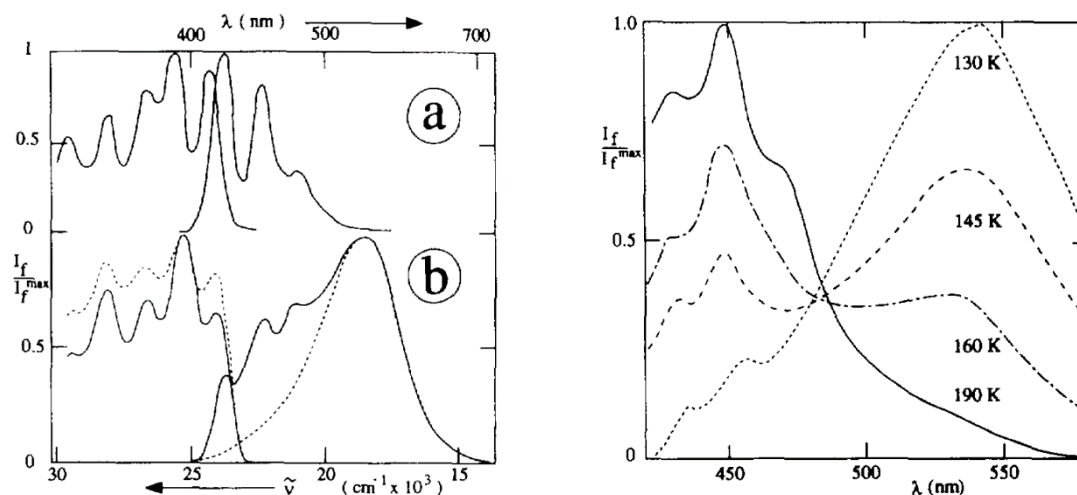 λ ( nm )
400 500 700
1
0.5
0
a
I_f
I_f^max
1
0.5
0
b
30 25 20 15
ṽ ( cm⁻¹ x 10³ )
1.0
I_f
I_f^max
0.5
0
130 K
145 K
160 K
190 K
450 500 550
λ (nm)